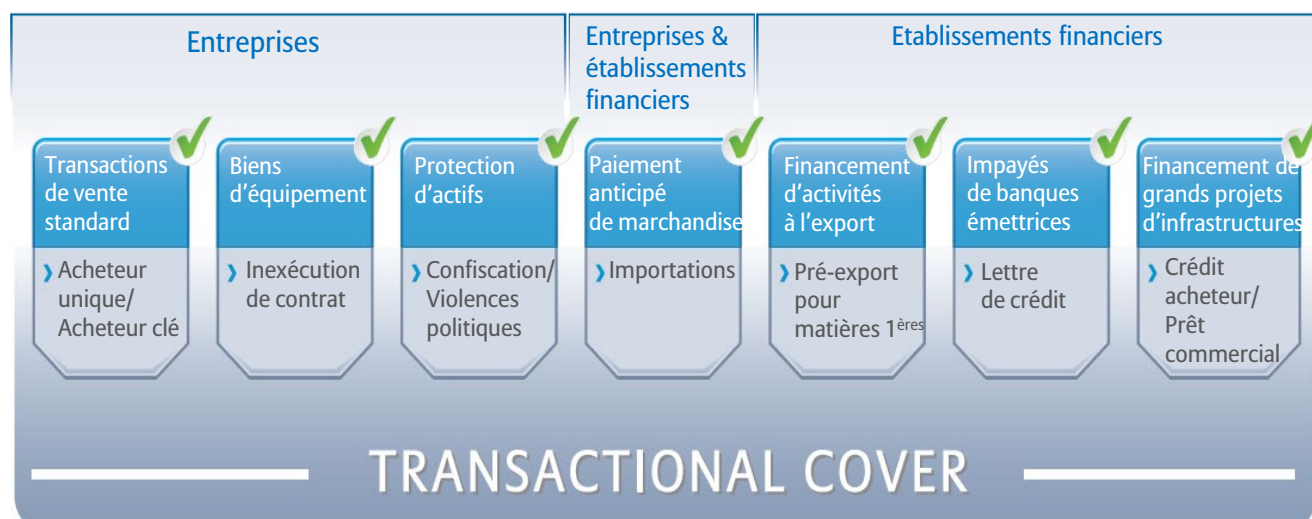 Entreprises
Entreprises &
établissements
financiers
Etablissements financiers
Transactions
de vente
standard
Acheteur
unique/
Acheteur clé
Biens
d'équipement
Inexécution
de contrat
Protection
d'actifs
Confiscation/
Violences
politiques
Paiement
anticipé
de marchandise
Importations
Financement
d'activités
à l'export
Pré-export
pour
matières 1ères
Impayés
de banques
émettrices
Lettre
de crédit
Financement de
grands projets
d'infrastructures
Crédit
acheteur/
Prêt
commercial
TRANSACTIONAL COVER